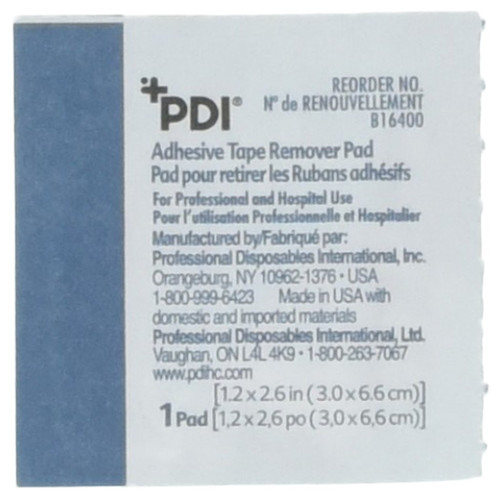 PDI®
REORDER NO.
N° de RENOUVELLEMENT
B16400
Adhesive Tape Remover Pad
Pad pour retirer les Rubans adhésifs
For Professional and Hospital Use
Pour l'utilisation Professionnelle et Hospitalier
Manufactured by/Fabriqué par:
Professional Disposables International, Inc.
Orangeburg, NY 10962-1376 • USA
1-800-999-6423 Made in USA with
domestic and imported materials
Professional Disposables International, Ltd.
Vaughan, ON L4L 4K9 • 1-800-263-7067
www.pdihc.com
[1.2 x 2.6 in (3.0 x 6.6 cm)]
1 Pad [1,2 x 2,6 po (3,0 x 6,6 cm)]